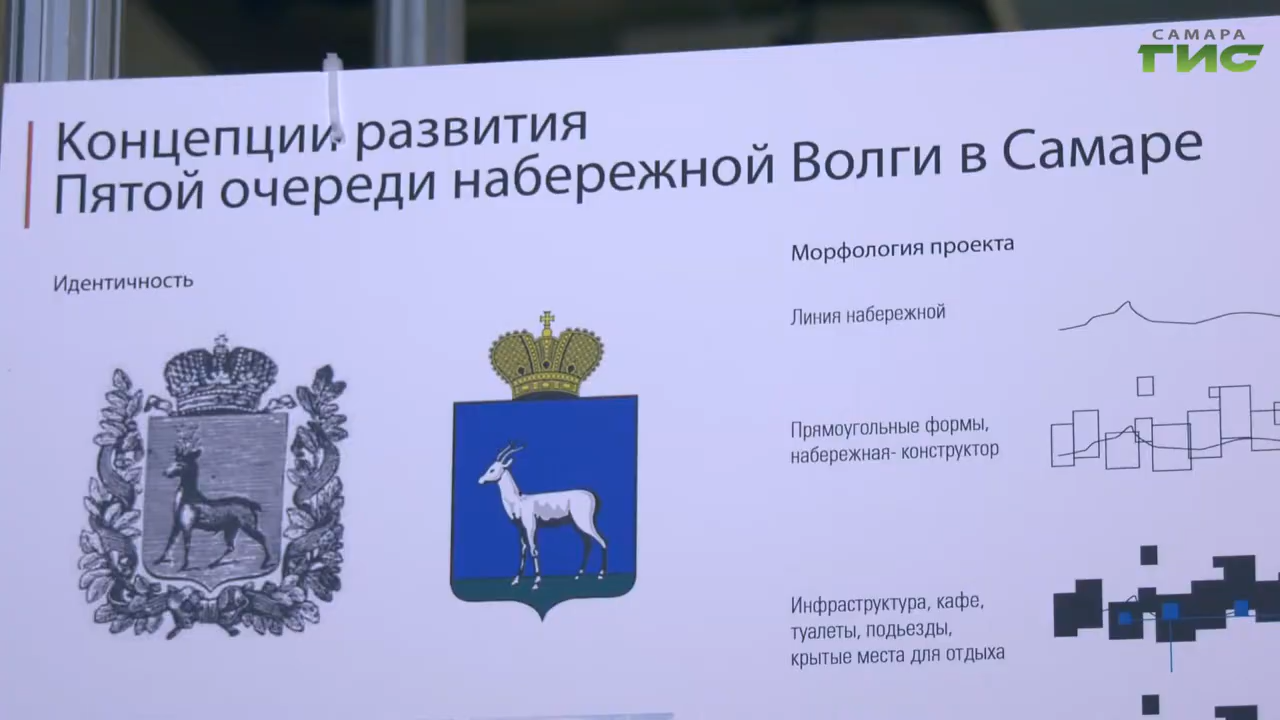 САМАРА
ГИС
Концепции развития
Пятой очереди набережной Волги в Самаре
Идентичность
Морфология проекта
Линия набережной
Прямоугольные формы,
набережная- конструктор
Инфраструктура, кафе,
туалеты, подьезды,
крытые места для отдыха